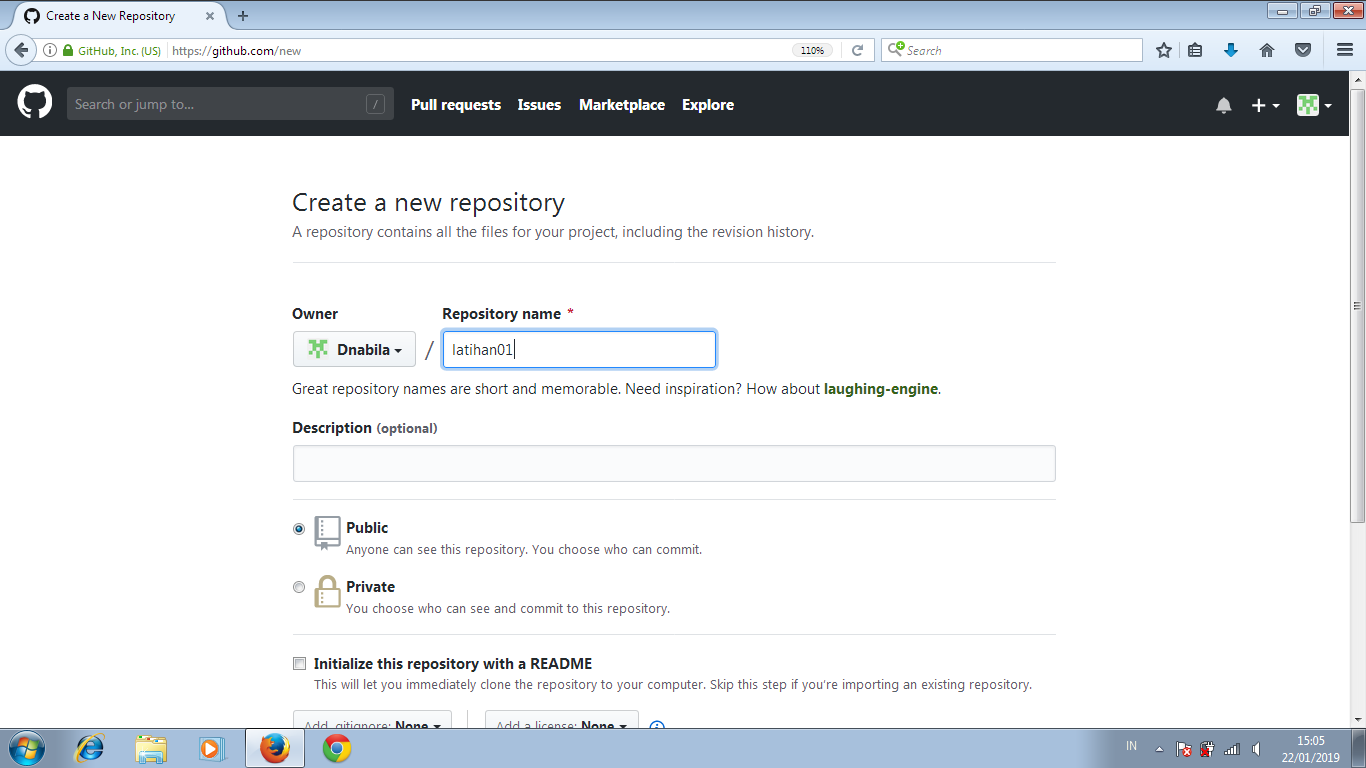 Create a New Repository
GitHub, Inc. (US)
https://github.com/new
110%
Search
Search or jump to...
/
Pull requests
Issues
Marketplace
Explore
Create a new repository
A repository contains all the files for your project, including the revision history.
Owner
Repository name *
Dnabila
/
latihan01
Great repository names are short and memorable. Need inspiration? How about laughing-engine.
Description (optional)
Public
Anyone can see this repository. You choose who can commit.
Private
You choose who can see and commit to this repository.
Initialize this repository with a README
This will let you immediately clone the repository to your computer. Skip this step if you're importing an existing repository.
Add .gitignore: None
Add a license: None
IN
15:05
22/01/2019